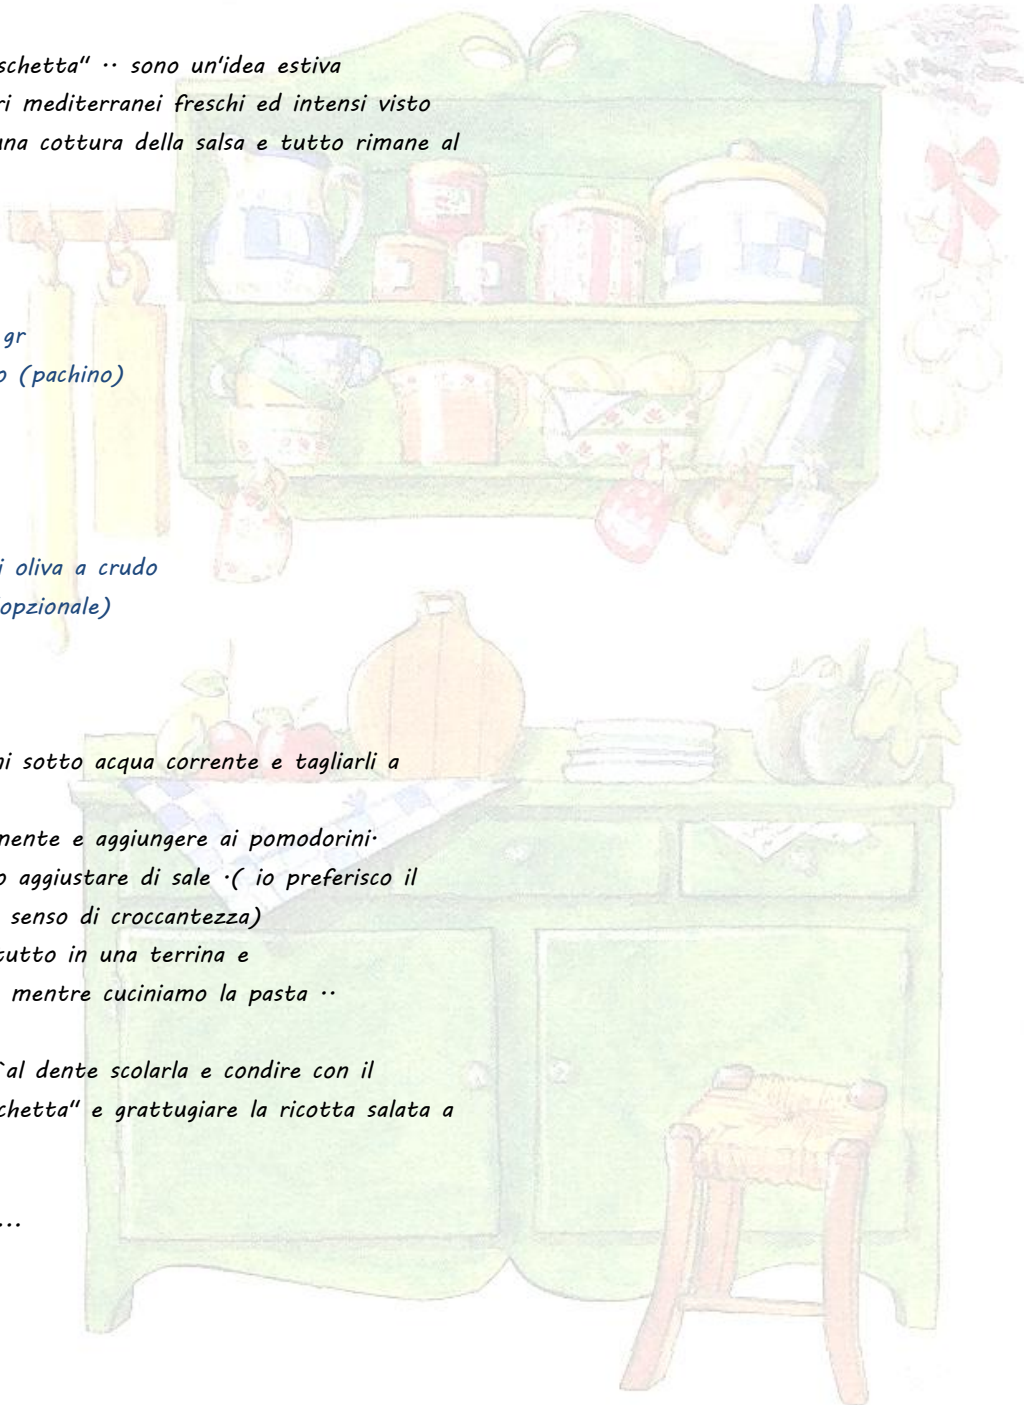 schetta“ ·· sono un'idea estiva
ri mediterranei freschi ed intensi visto
una cottura della salsa e tutto rimane al
gr
o (pachino)
i oliva a crudo
opzionale)
ni sotto acqua corrente e tagliarli a
mente e aggiungere ai pomodorini·
o aggiustare di sale ·( io preferisco il
senso di croccantezza)
tutto in una terrina e
mentre cuciniamo la pasta ··
al dente scolarla e condire con il
chetta“ e grattugiare la ricotta salata a
...